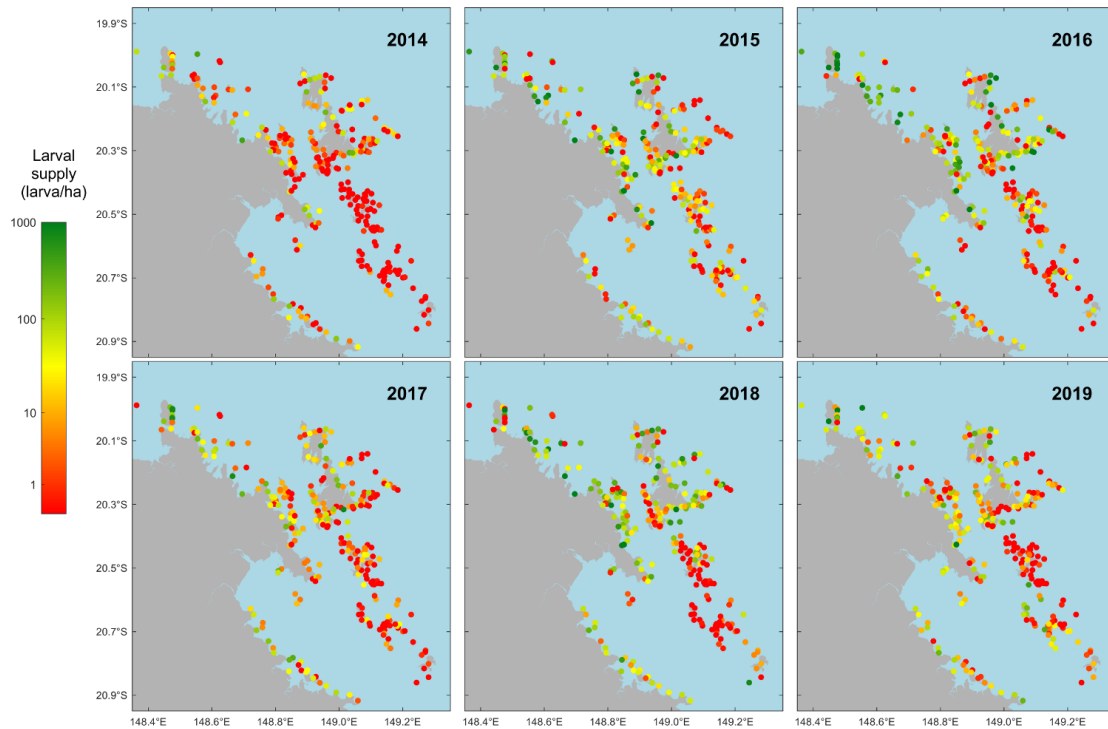 19.9°S
20.1°S
20.3°S
20.5°S
20.7°S
20.9°S
2014
2015
2016
Larval
supply
(larva/ha)
1000
100
10
1
19.9°S
20.1°S
20.3°S
20.5°S
20.7°S
20.9°S
2017
2018
2019
148.4°E 148.6°E 148.8°E 149.0°E 149.2°E
148.4°E 148.6°E 148.8°E 149.0°E 149.2°E
148.4°E 148.6°E 148.8°E 149.0°E 149.2°E